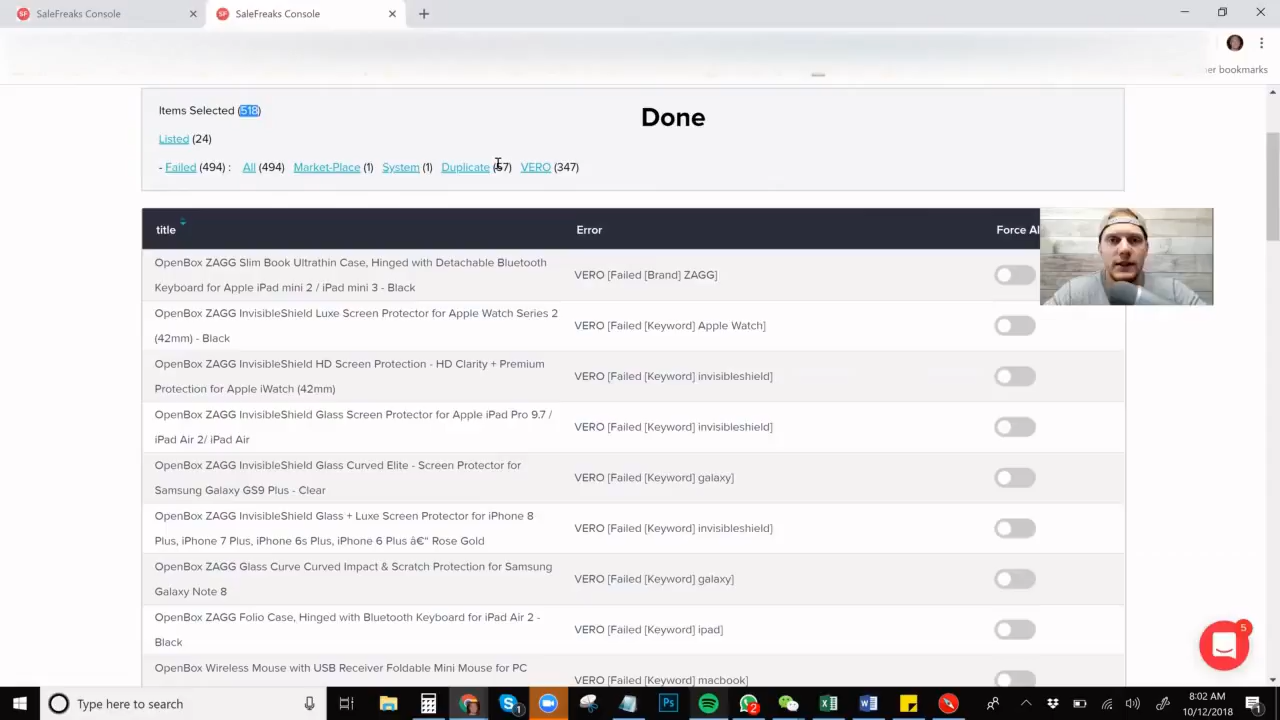 SaleFreaks Console
SaleFreaks Console
er bookmarks
Items Selected (518)
Done
Listed (24)
- Failed (494) : All (494) Market-Place (1) System (1) Duplicate (57) VERO (347)
title Error Force Al
OpenBox ZAGG Slim Book Ultrathin Case, Hinged with Detachable Bluetooth
Keyboard for Apple iPad mini 2 / iPad mini 3 - Black
VERO [Failed [Brand] ZAGG]
OpenBox ZAGG InvisibleShield Luxe Screen Protector for Apple Watch Series 2
(42mm) - Black
VERO [Failed [Keyword] Apple Watch]
OpenBox ZAGG InvisibleShield HD Screen Protection - HD Clarity + Premium
Protection for Apple iWatch (42mm)
VERO [Failed [Keyword] invisibleshield]
OpenBox ZAGG InvisibleShield Glass Screen Protector for Apple iPad Pro 9.7 /
iPad Air 2/ iPad Air
VERO [Failed [Keyword] invisibleshield]
OpenBox ZAGG InvisibleShield Glass Curved Elite - Screen Protector for
Samsung Galaxy GS9 Plus - Clear
VERO [Failed [Keyword] galaxy]
OpenBox ZAGG InvisibleShield Glass + Luxe Screen Protector for iPhone 8
Plus, iPhone 7 Plus, iPhone 6s Plus, iPhone 6 Plus â€“ Rose Gold
VERO [Failed [Keyword] invisibleshield]
OpenBox ZAGG Glass Curve Curved Impact & Scratch Protection for Samsung
Galaxy Note 8
VERO [Failed [Keyword] galaxy]
OpenBox ZAGG Folio Case, Hinged with Bluetooth Keyboard for iPad Air 2 -
Black
VERO [Failed [Keyword] ipad]
OpenBox Wireless Mouse with USB Receiver Foldable Mini Mouse for PC
VERO [Failed [Keyword] macbook]
5
Type here to search
1
2
8:02 AM
10/12/2018
1